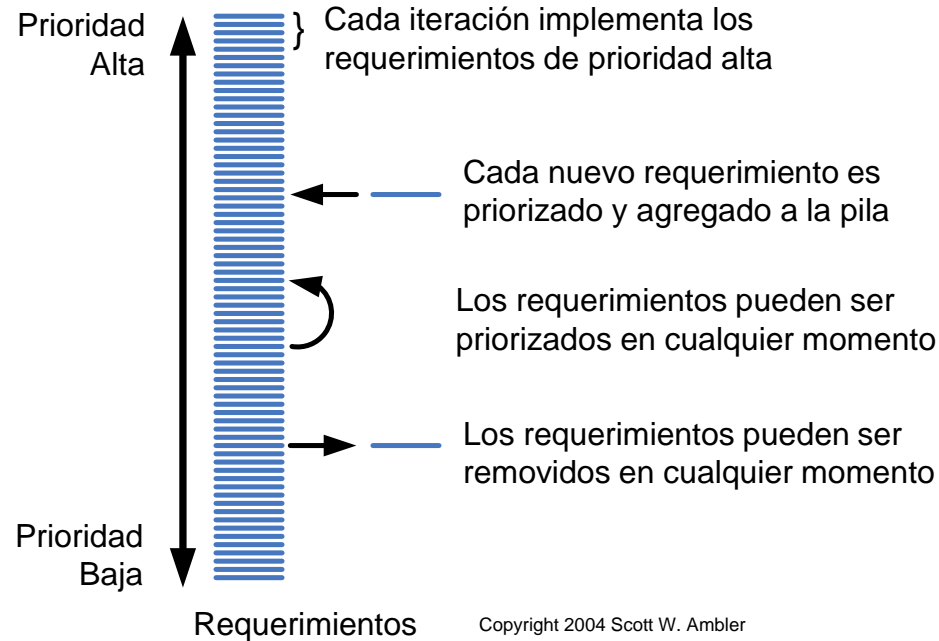 Prioridad
Alta
} Cada iteración implementa los
requerimientos de prioridad alta
Cada nuevo requerimiento es
priorizado y agregado a la pila
Los requerimientos pueden ser
priorizados en cualquier momento
Los requerimientos pueden ser
removidos en cualquier momento
Prioridad
Baja
Requerimientos
Copyright 2004 Scott W. Ambler